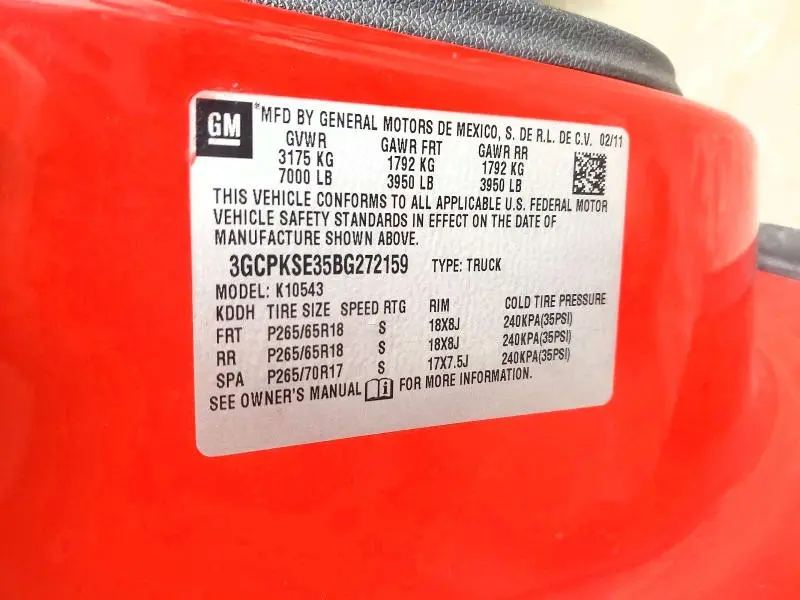 GM *MFD BY GENERAL MOTORS DE MEXICO, S. DE R.L. DE C.V. 02/11
GVWR GAWR FRT GAWR RR
3175 KG 1792 KG 1792 KG
7000 LB 3950 LB 3950 LB
THIS VEHICLE CONFORMS TO ALL APPLICABLE U.S. FEDERAL MOTOR
VEHICLE SAFETY STANDARDS IN EFFECT ON THE DATE OF
MANUFACTURE SHOWN ABOVE.
3GCPKSE35BG272159 TYPE: TRUCK
MODEL: K10543
KDDH TIRE SIZE SPEED RTG RIM COLD TIRE PRESSURE
FRT P265/65R18 S 18X8J 240KPA(35PSI)
RR P265/65R18 S 18X8J 240KPA(35PSI)
SPA P265/70R17 S 17X7.5J 240KPA(35PSI)
SEE OWNER'S MANUAL i FOR MORE INFORMATION.